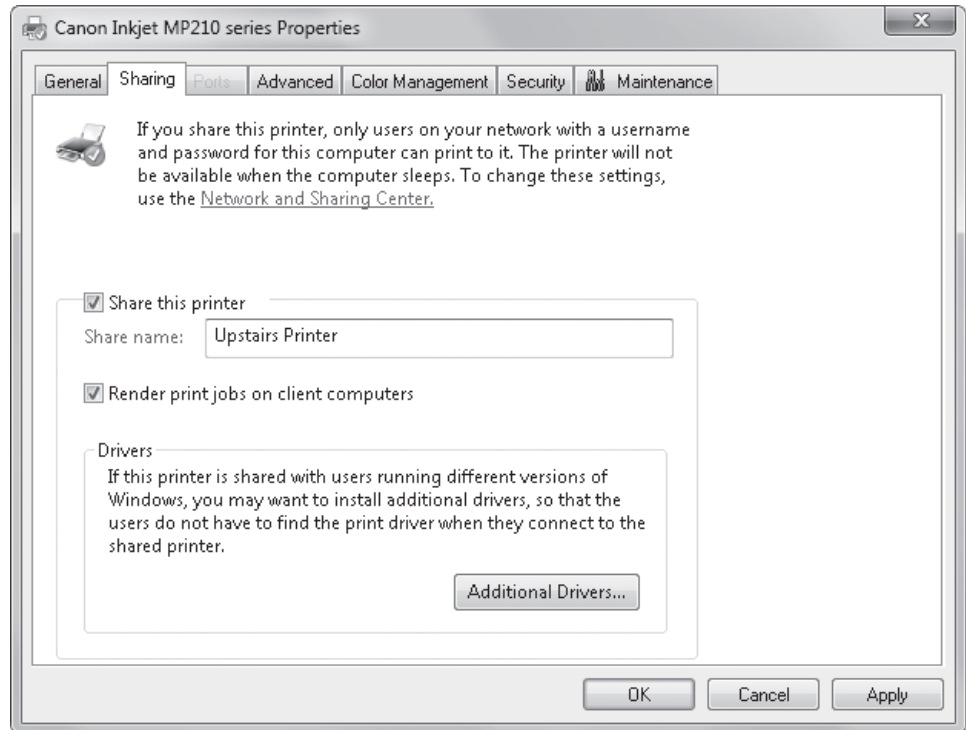 Canon Inkjet MP210 series Properties
General Sharing Ports Advanced Color Management Security Maintenance
If you share this printer, only users on your network with a username
and password for this computer can print to it. The printer will not
be available when the computer sleeps. To change these settings,
use the Network and Sharing Center.
Share this printer
Share name: Upstairs Printer
Render print jobs on client computers
Drivers
If this printer is shared with users running different versions of
Windows, you may want to install additional drivers, so that the
users do not have to find the print driver when they connect to the
shared printer.
Additional Drivers...
OK Cancel Apply